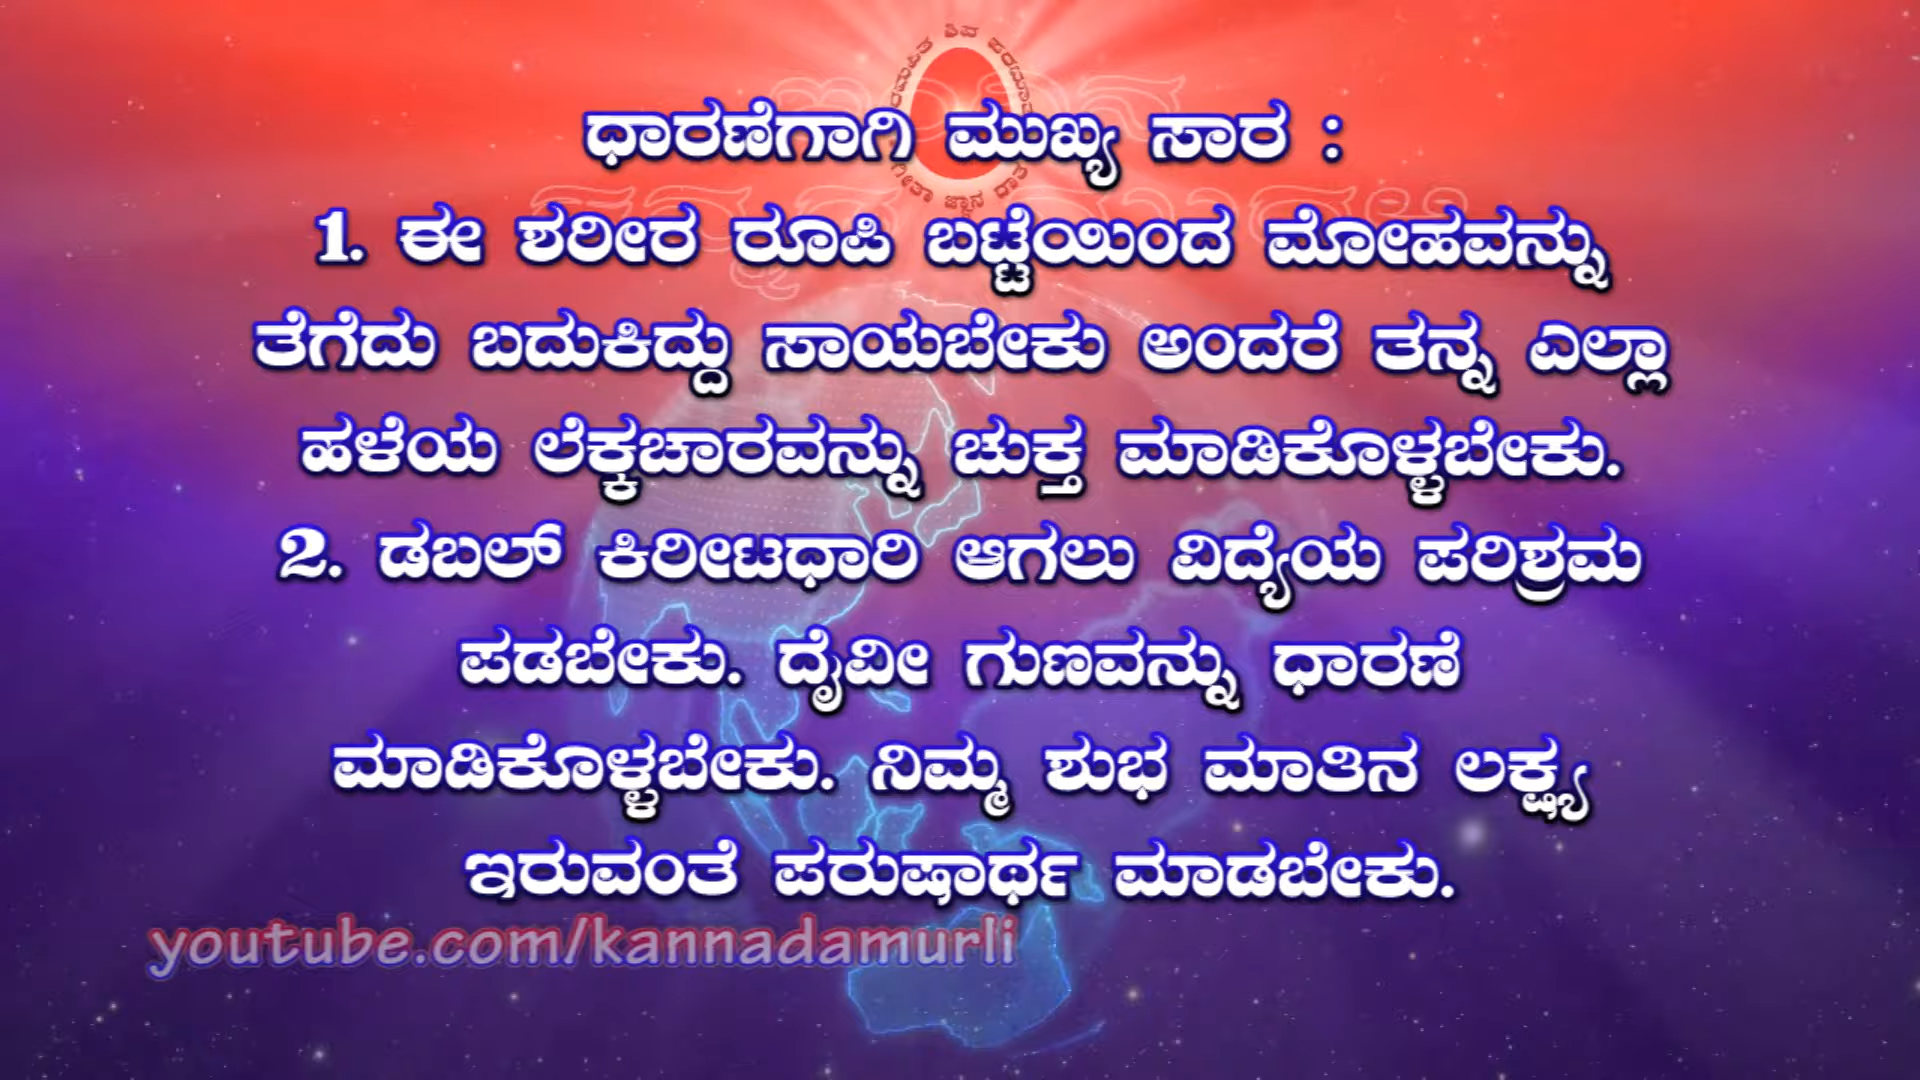 ಧಾರಣೆಗಾಗಿ ಮುಖ್ಯ ಸಾರ :
1. ಈ ಶರೀರ ರೂಪಿ ಬಟ್ಟೆಯಿಂದ ಮೋಹವನ್ನು
ತೆಗೆದು ಬದುಕಿದ್ದು ಸಾಯಬೇಕು ಅಂದರೆ ತನ್ನ ಎಲ್ಲಾ
ಹಳೆಯ ಲೆಕ್ಕಚಾರವನ್ನು ಚುಕ್ತ ಮಾಡಿಕೊಳ್ಳಬೇಕು.
2. ಡಬಲ್ ಕಿರೀಟಧಾರಿ ಆಗಲು ವಿದ್ಯೆಯ ಪರಿಶ್ರಮ
ಪಡಬೇಕು. ದೈವೀ ಗುಣವನ್ನು ಧಾರಣೆ
ಮಾಡಿಕೊಳ್ಳಬೇಕು. ನಿಮ್ಮ ಶುಭ ಮಾತಿನ ಲಕ್ಷ್ಯ
ಇರುವಂತೆ ಪರುಷಾರ್ಥ ಮಾಡಬೇಕು.
youtube.com/kannadamurli